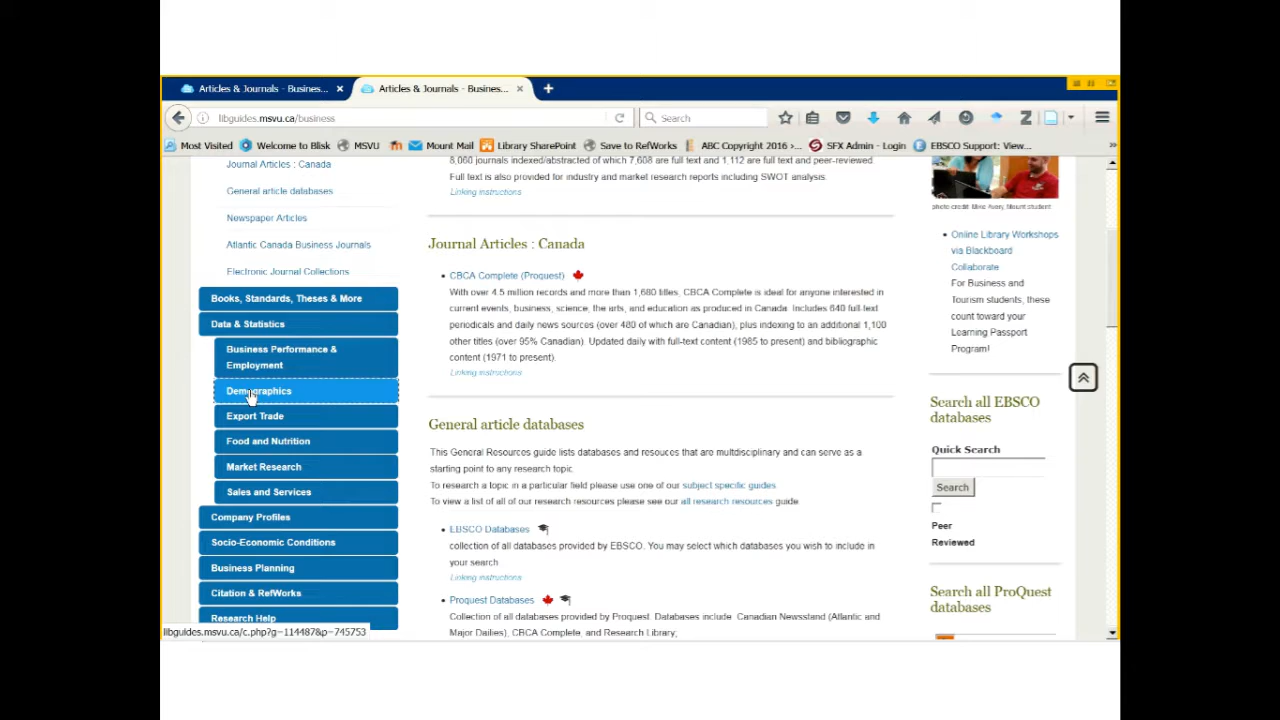 Articles & Journals - Busines...
Articles & Journals - Busines...
libguides.msvu.ca/business
Search
Most Visited
Welcome to Blisk
MSVU
Mount Mail
Library SharePoint
Save to RefWorks
ABC Copyright 2016 ›...
SFX Admin - Login
EBSCO Support: View...
Journal Articles : Canada
General article databases
Newspaper Articles
Atlantic Canada Business Journals
Electronic Journal Collections
Books, Standards, Theses & More
Data & Statistics
Business Performance &
Employment
Demographics
Export Trade
Food and Nutrition
Market Research
Sales and Services
Company Profiles
Socio-Economic Conditions
Business Planning
Citation & RefWorks
Research Help
libguides.msvu.ca/c.php?g=114487&p=745753
8,060 journals indexed/abstracted of which 7,608 are full text and 1,112 are full text and peer-reviewed.
Full text is also provided for industry and market research reports including SWOT analysis.
Linking instructions
Journal Articles : Canada
CBCA Complete (Proquest)
With over 4.5 million records and more than 1,680 titles, CBCA Complete is ideal for anyone interested in
current events, business, science, the arts, and education as produced in Canada. Includes 640 full-text
periodicals and daily news sources (over 480 of which are Canadian), plus indexing to an additional 1,100
other titles (over 95% Canadian). Updated daily with full-text content (1985 to present) and bibliographic
content (1971 to present).
Linking instructions
General article databases
This General Resources guide lists databases and resouces that are multdisciplinary and can serve as a
starting point to any research topic
To research a topic in a particular field please use one of our subject specific guides
To view a list of all of our research resources please see our all research resources guide
EBSCO Databases
collection of all databases provided by EBSCO. You may select which databases you wish to include in
your search
Linking instructions
Proquest Databases
Collection of all databases provided by Proquest. Databases include Canadian Newsstand (Atlantic and
Major Dailies), CBCA Complete, and Research Library;
photo credit: Mike Avery, Mount student.
Online Library Workshops
via Blackboard
Collaborate
For Business and
Tourism students, these
count toward your
Learning Passport
Program!
Search all EBSCO
databases
Quick Search
Search
Peer
Reviewed
Search all ProQuest
databases